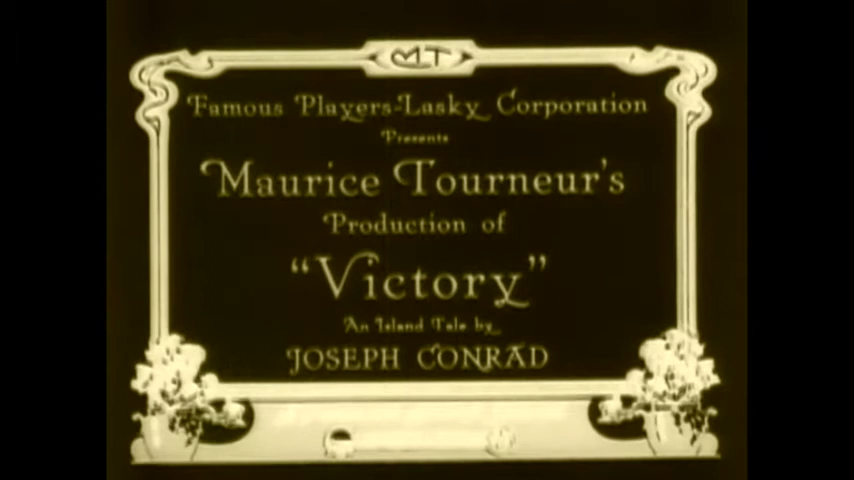 MT
Famous Players-Lasky Corporation
Presents
Maurice Tourneur's
Production of
"Victory"
An Island Tale by
JOSEPH CONRAD